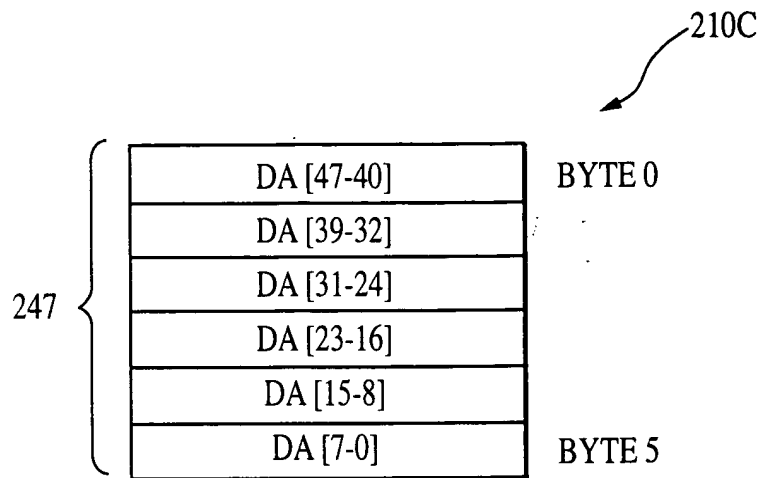 210C
DA [47-40] BYTE 0
DA [39-32]
DA [31-24]
247
DA [23-16]
DA [15-8]
DA [7-0] BYTE 5